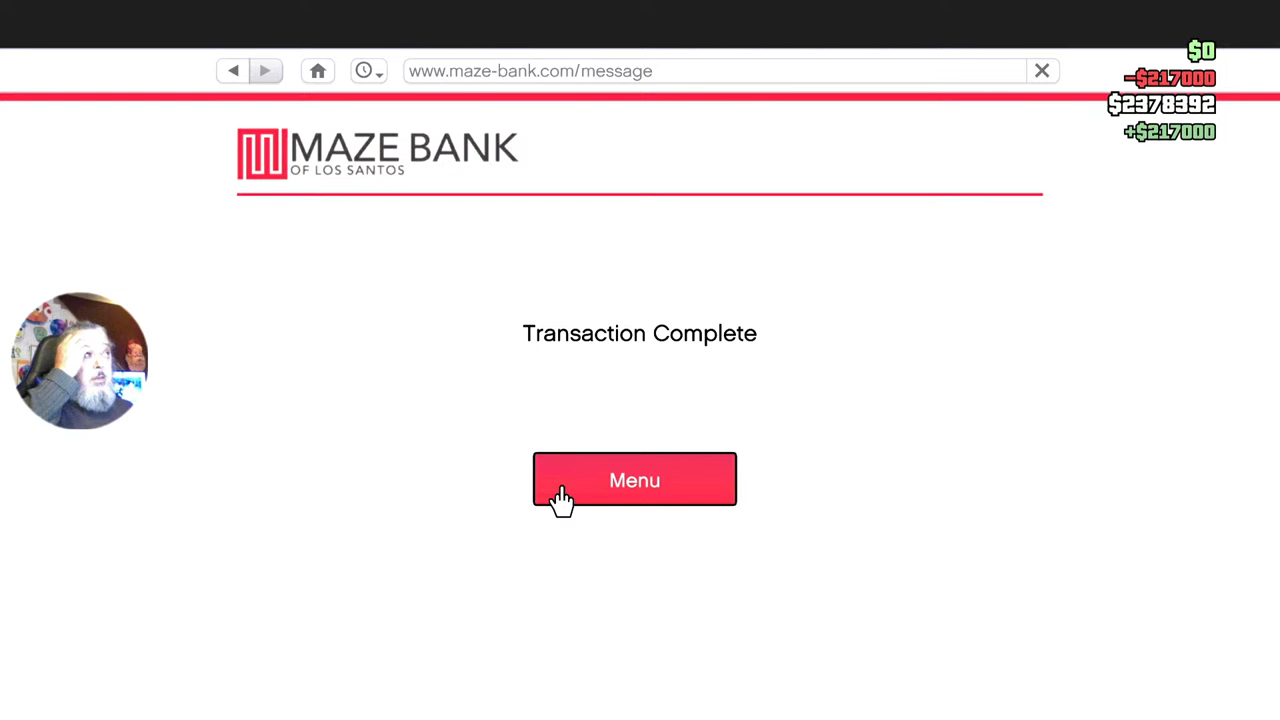 www.maze-bank.com/message
$0
-$217000
$2378392
+$217000
MAZE BANK
OF LOS SANTOS
Transaction Complete
Menu